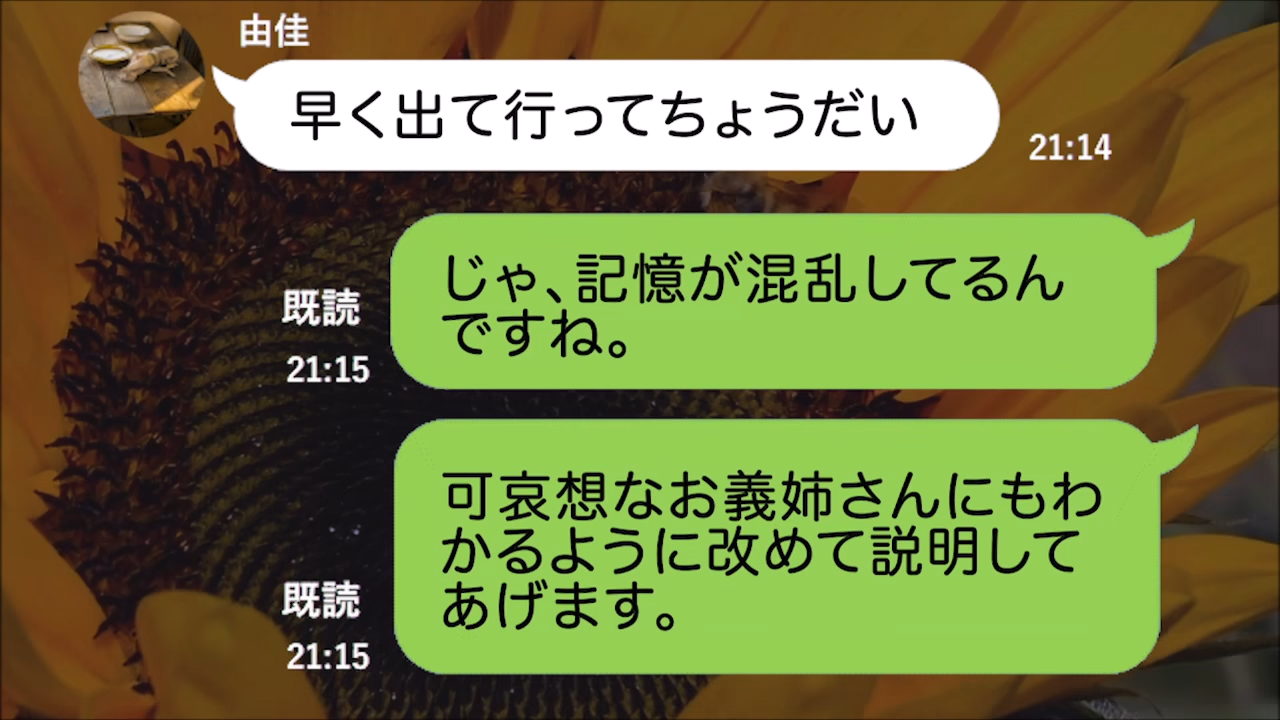 由佳
早く出て行ってちょうだい
21:14
じゃ、記憶が混乱してるん
ですね。
既読
21:15
可哀想なお義姉さんにもわ
かるように改めて説明して
あげます。
既読
21:15